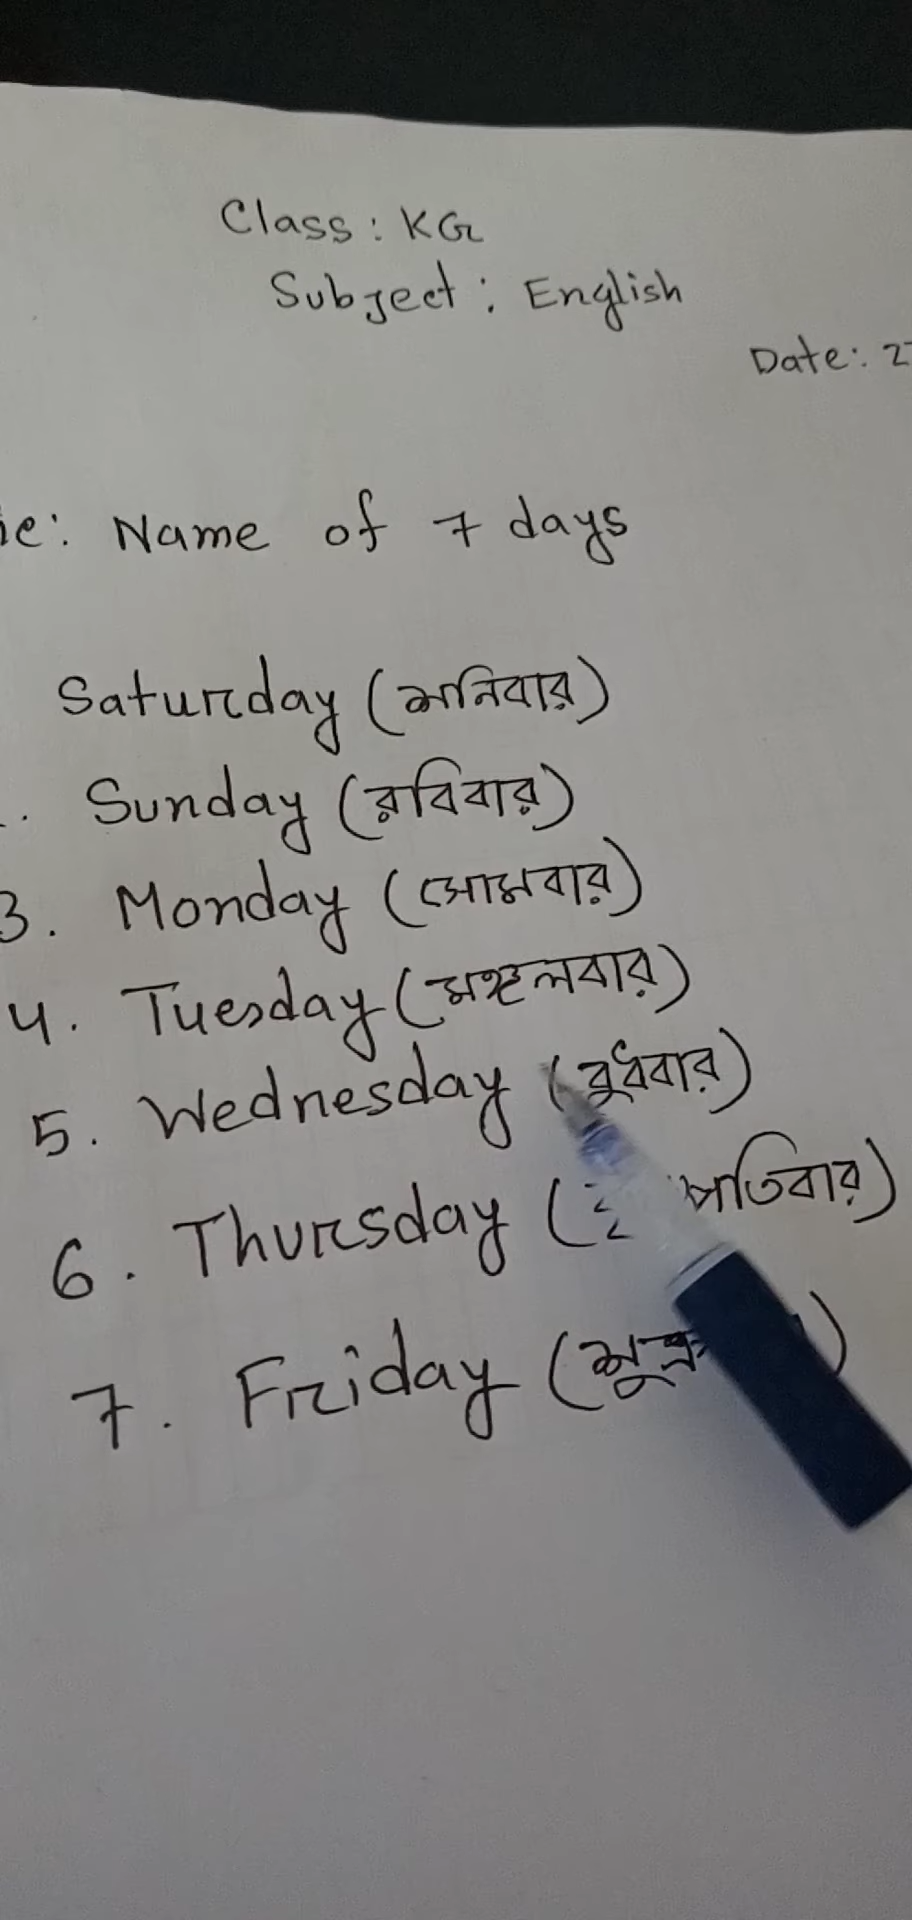 Class: KG
Subject: English
Date: 2
Name of 7 days
Saturday (শনিবার)
Sunday (রবিবার)
3. Monday (সোমবার)
4. Tuesday (মঙ্গলবার)
5. Wednesday (বুধবার)
6. Thursday
7. Friday